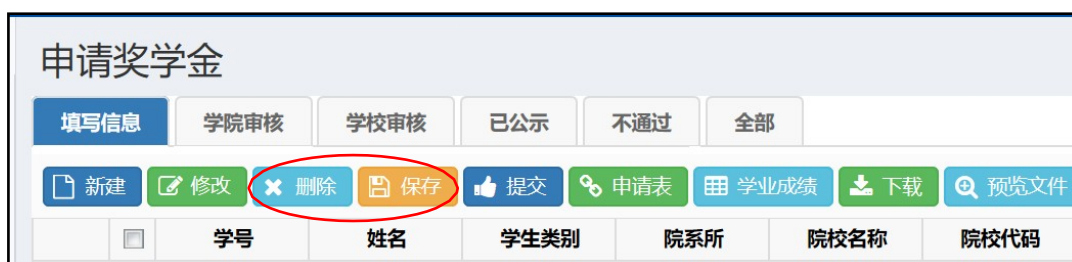 申请奖学金
填写信息 学院审核 学校审核 已公示 不通过 全部
新建 修改 删除 保存 提交 申请表 学业成绩 下载 预览文件
学号 姓名 学生类别 院系所 院校名称 院校代码